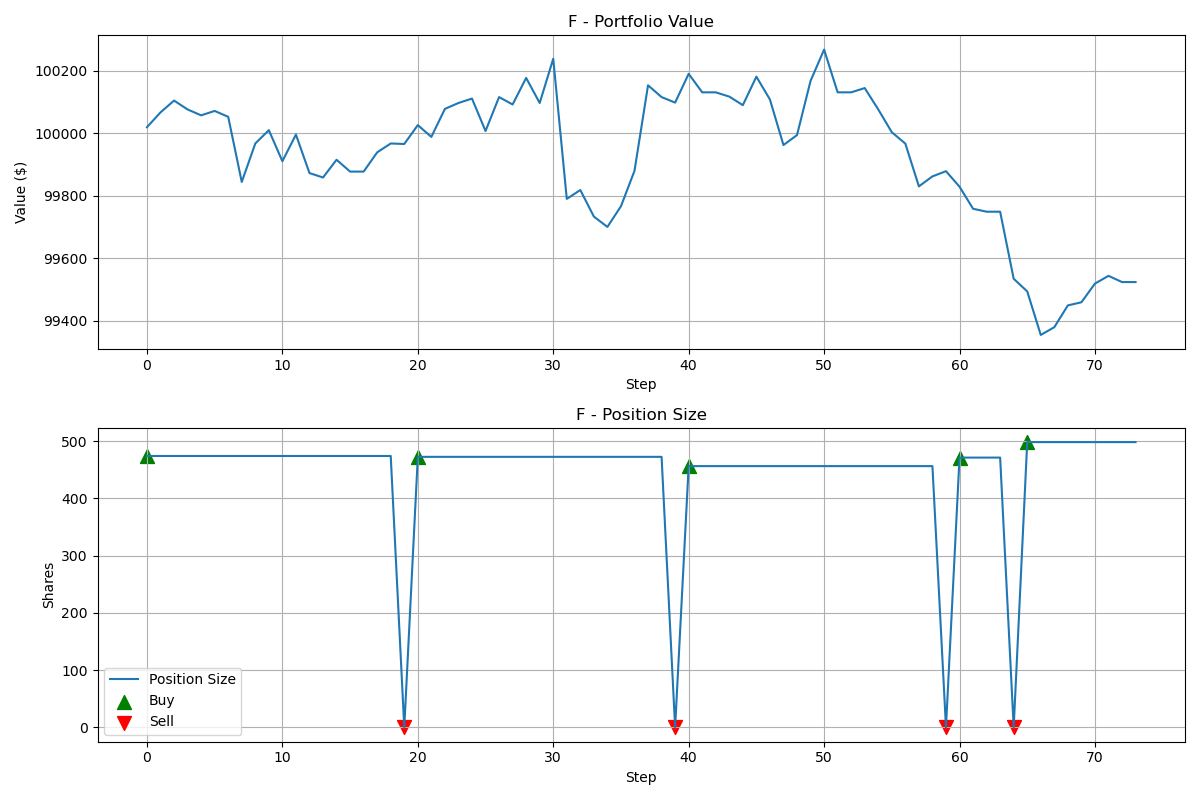 F - Portfolio Value
Value ($)
100200
100000
99800
99600
99400
0 10 20 30 40 50 60 70
Step
F - Position Size
Shares
500
400
300
200
100
0
Position Size
Buy
Sell
0 10 20 30 40 50 60 70
Step